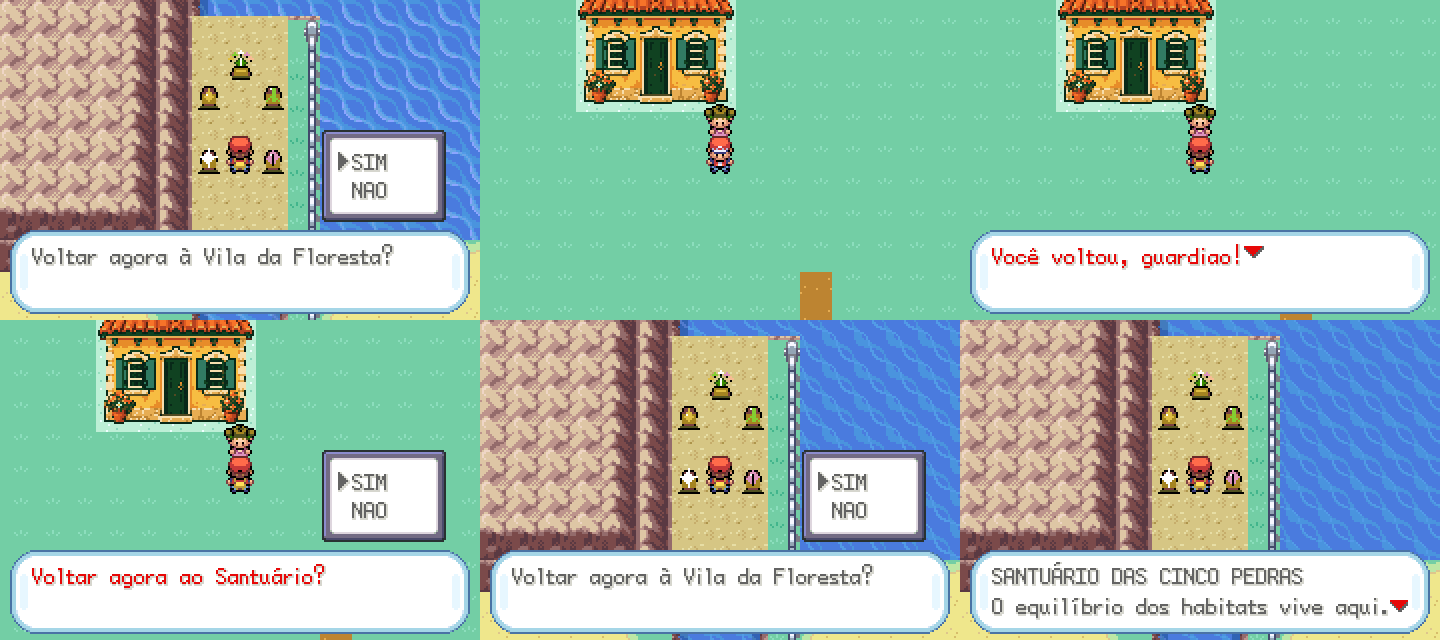 SIM
NAO
Voltar agora à Vila da Floresta?
Você voltou, guardiao!
SIM
NAO
Voltar agora ao Santuário?
SIM
NAO
Voltar agora à Vila da Floresta?
SANTUÁRIO DAS CINCO PEDRAS
O equilíbrio dos habitats vive aqui.